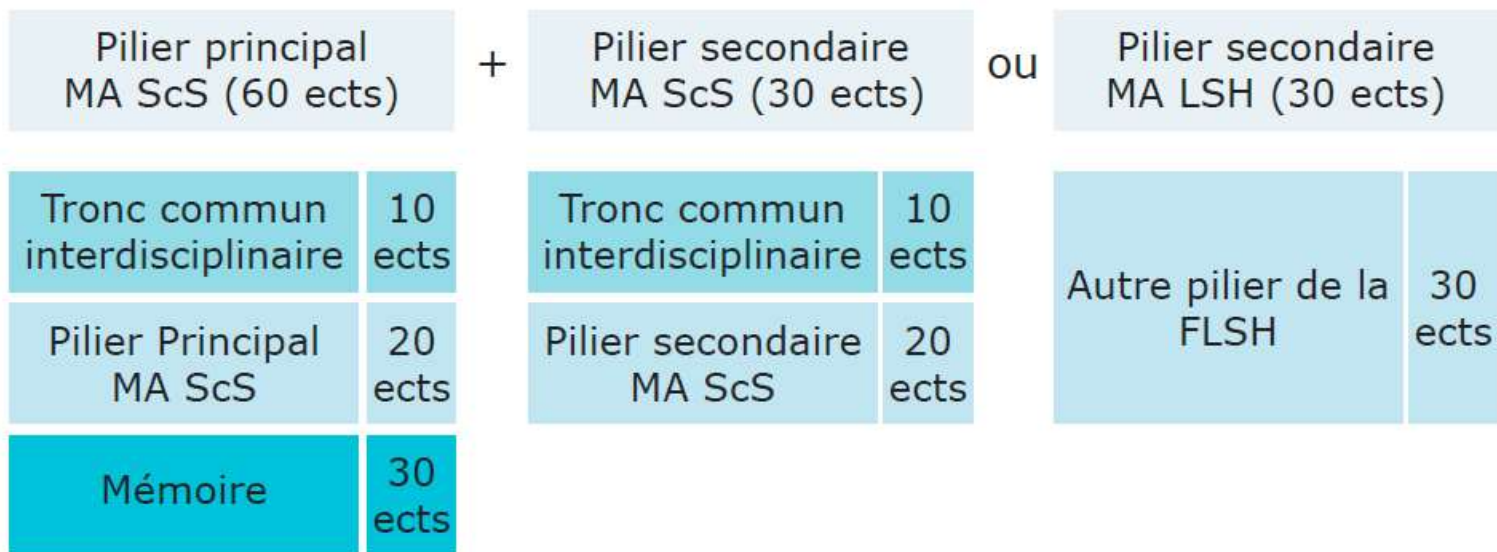 Pilier principal
MA ScS (60 ects)
+
Pilier secondaire
MA ScS (30 ects)
ou
Pilier secondaire
MA LSH (30 ects)
Tronc commun
interdisciplinaire
10
ects
Tronc commun
interdisciplinaire
10
ects
Autre pilier de la
FLSH
30
ects
Pilier Principal
MA ScS
20
ects
Pilier secondaire
MA ScS
20
ects
Mémoire
30
ects